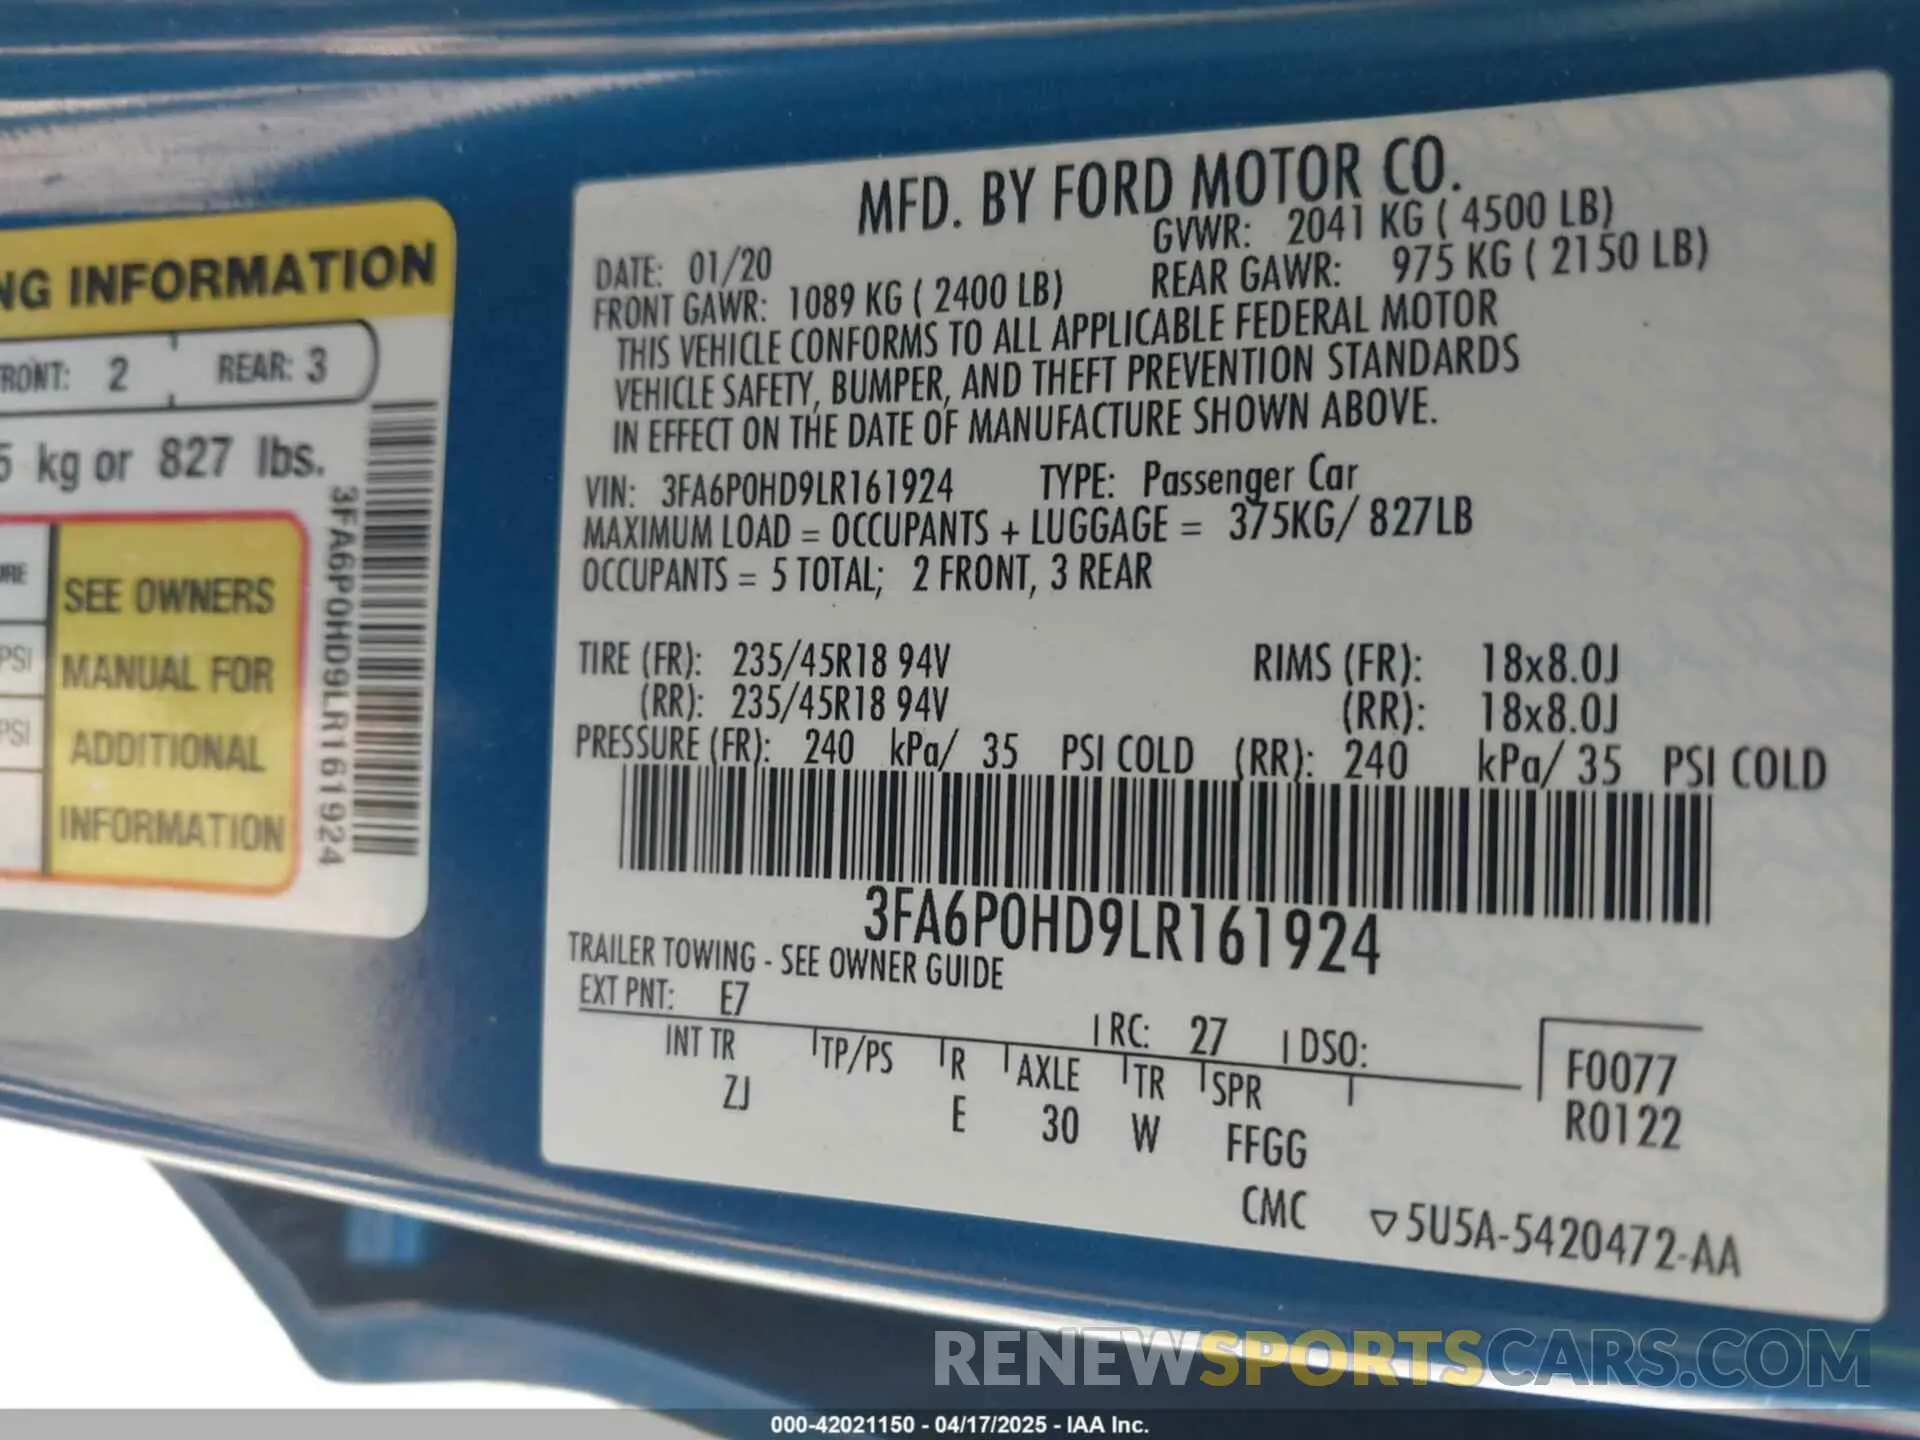 NG INFORMATION
FRONT: 2 REAR: 3
5 kg or 827 lbs.
3FA6P0HD9LR161924
SEE OWNERS
MANUAL FOR
ADDITIONAL
INFORMATION
PSI
PSI
MFD. BY FORD MOTOR CO.
DATE: 01/20 GVWR: 2041 KG ( 4500 LB)
FRONT GAWR: 1089 KG ( 2400 LB) REAR GAWR: 975 KG ( 2150 LB)
THIS VEHICLE CONFORMS TO ALL APPLICABLE FEDERAL MOTOR
VEHICLE SAFETY, BUMPER, AND THEFT PREVENTION STANDARDS
IN EFFECT ON THE DATE OF MANUFACTURE SHOWN ABOVE.
VIN: 3FA6P0HD9LR161924 TYPE: Passenger Car
MAXIMUM LOAD = OCCUPANTS + LUGGAGE = 375KG/ 827LB
OCCUPANTS = 5 TOTAL; 2 FRONT, 3 REAR
TIRE (FR): 235/45R18 94V RIMS (FR): 18x8.0J
(RR): 235/45R18 94V (RR): 18x8.0J
PRESSURE (FR): 240 kPa/ 35 PSI COLD (RR): 240 kPa/ 35 PSI COLD
3FA6P0HD9LR161924
TRAILER TOWING - SEE OWNER GUIDE
EXT PNT: E7 RC: 27 DSO:
INT TR TP/PS R AXLE TR SPR
ZJ E 30 W FFGG
CMC
F0077
R0122
▽5U5A-5420472-AA
RENEWSPORTSCARS.COM
000-42021150 - 04/17/2025 - IAA Inc.